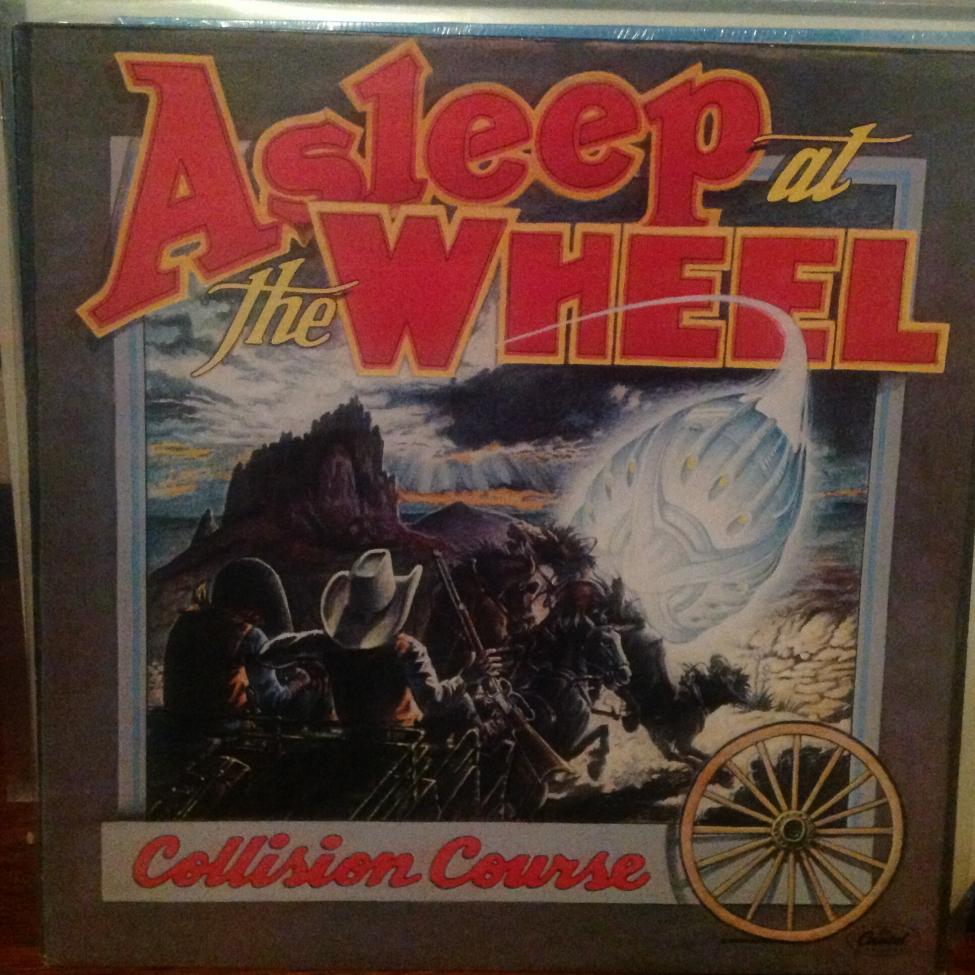 Asleep at
the WHEEL
Collision Course
Capitol